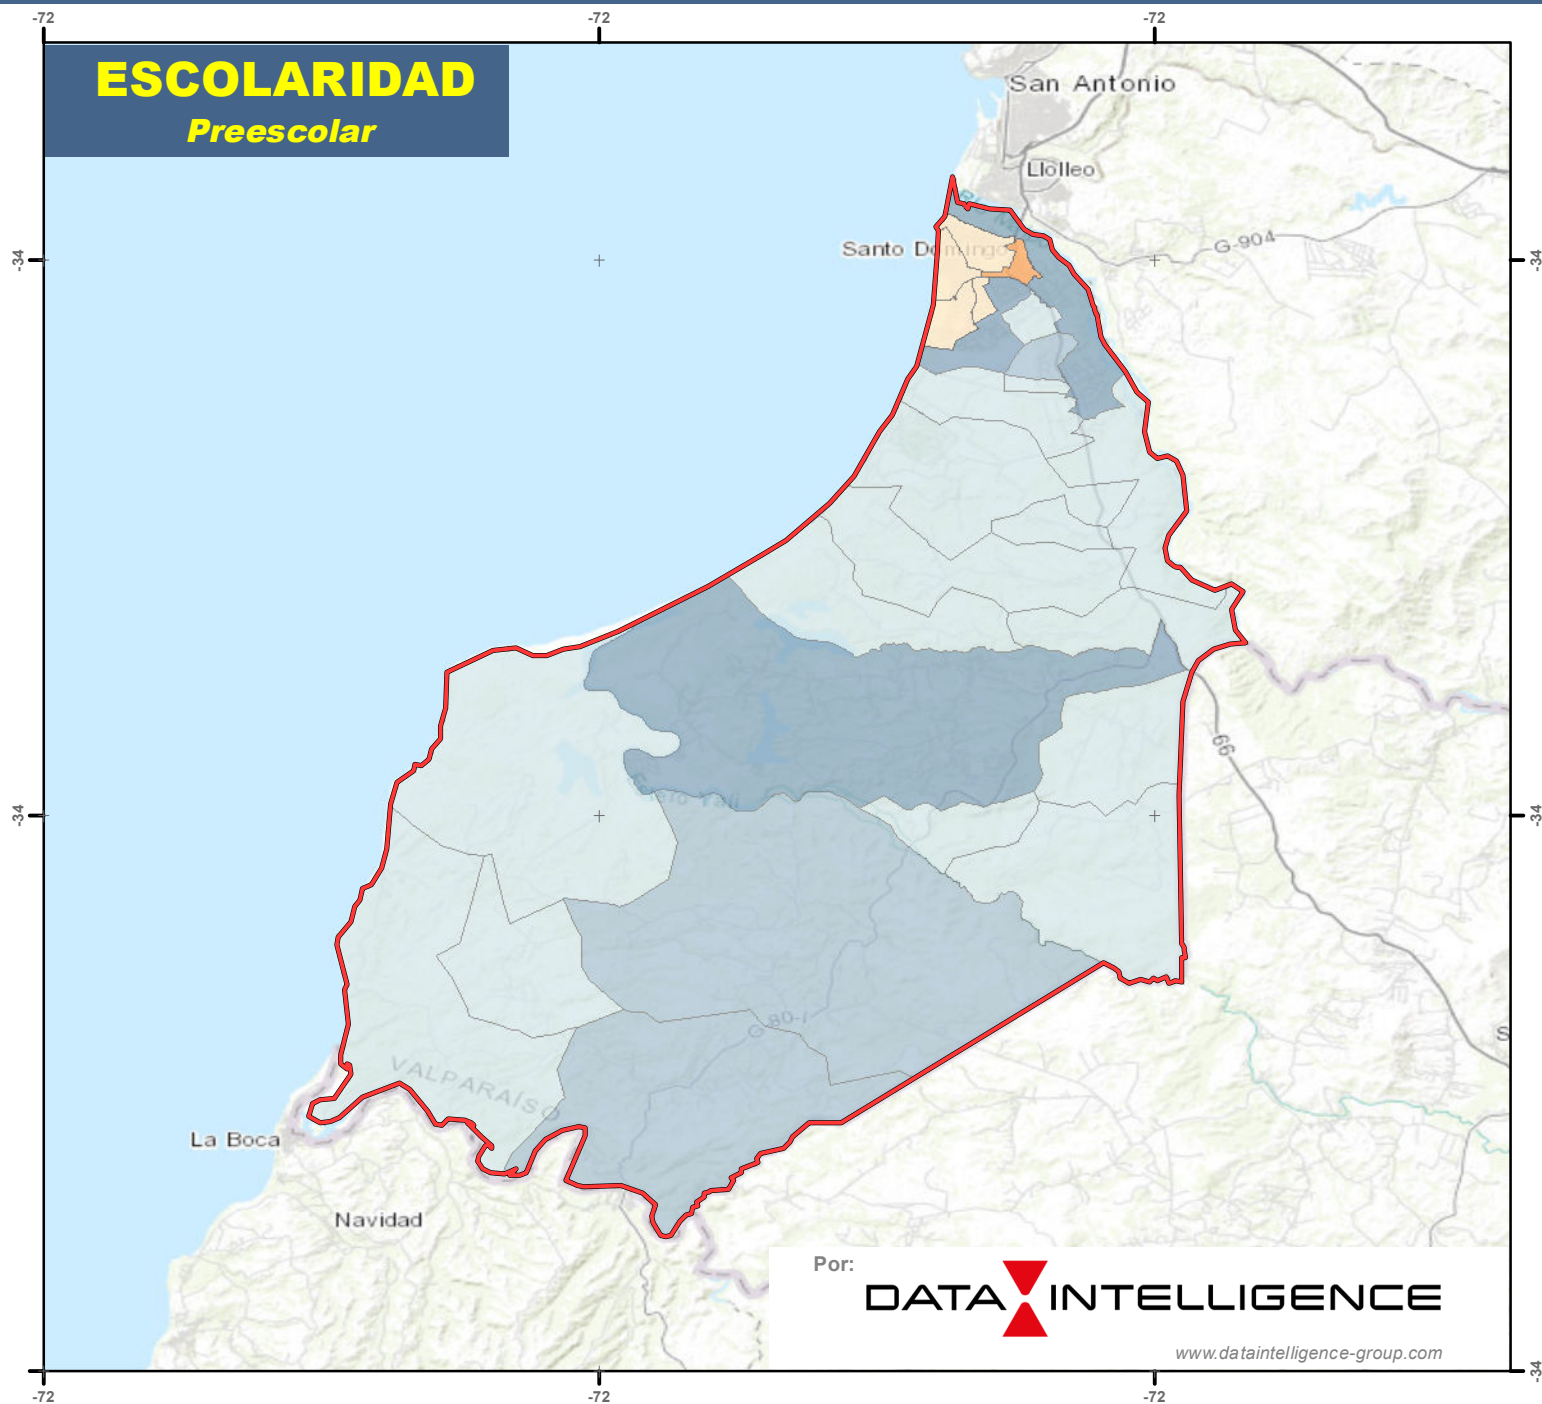 -72
-72
-72
ESCOLARIDAD
Preescolar
San Antonio
Llolleo
G-904
Santo Domingo
-34
-34
66
-34
-34
G-80-I
VALPARAÍSO
La Boca
Navidad
Por:
DATA INTELLIGENCE
www.dataintelligence-group.com
-34
-72
-72
-72